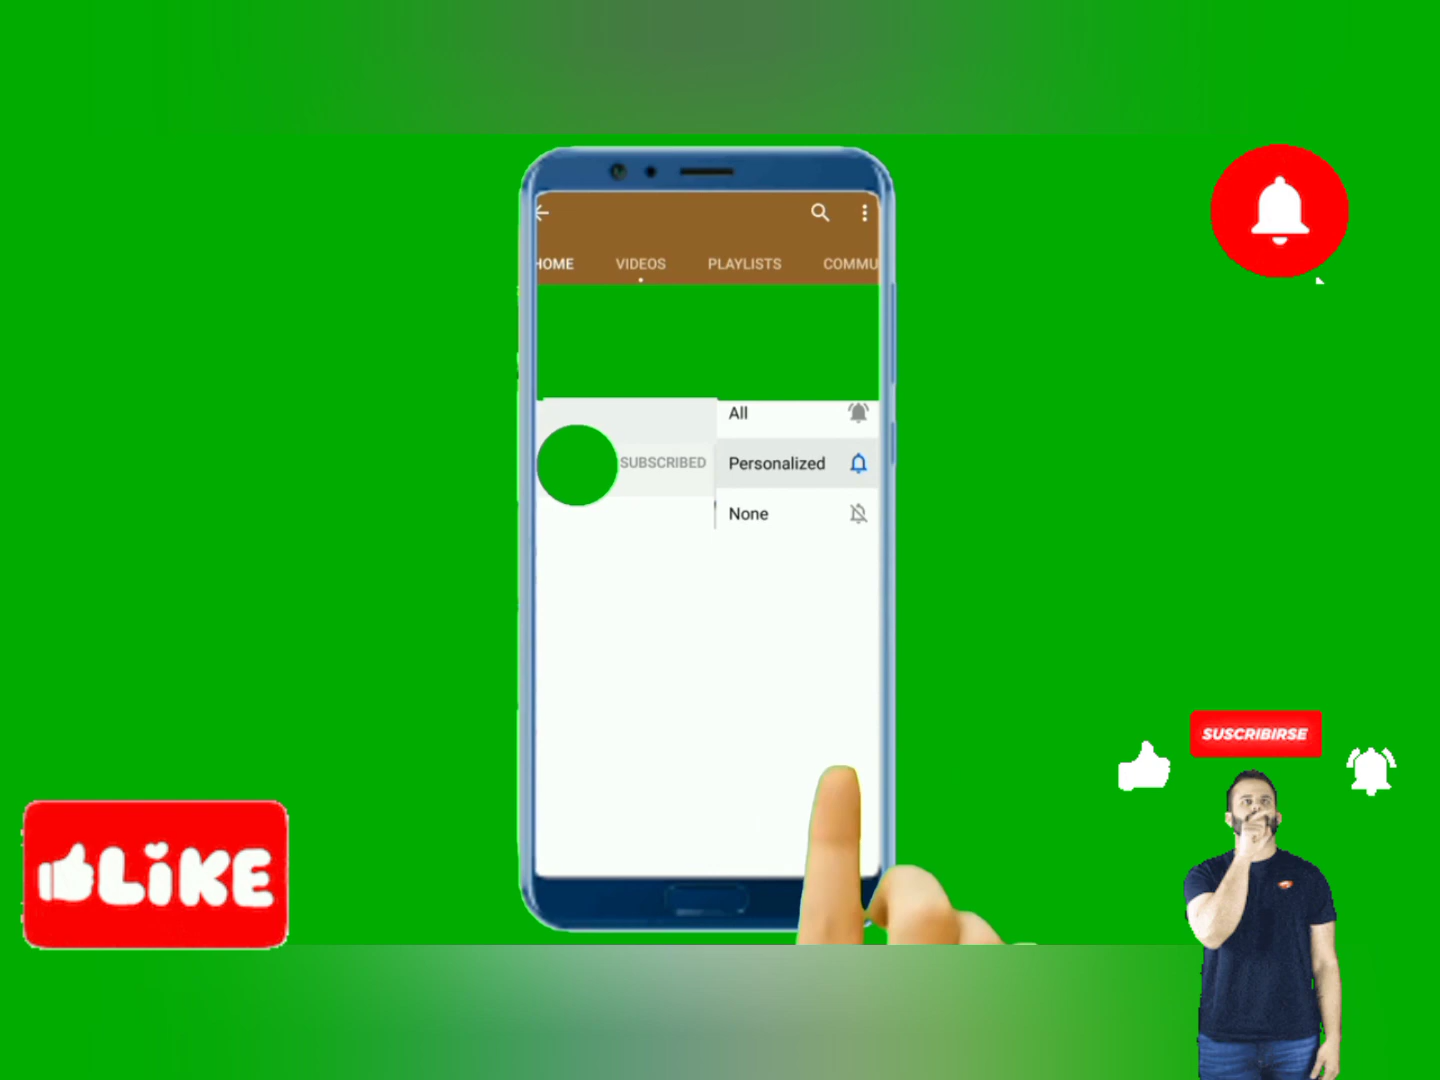 HOME VIDEOS PLAYLISTS COMMU
All
SUBSCRIBED Personalized
None
SUSCRIBIRSE
LiKE